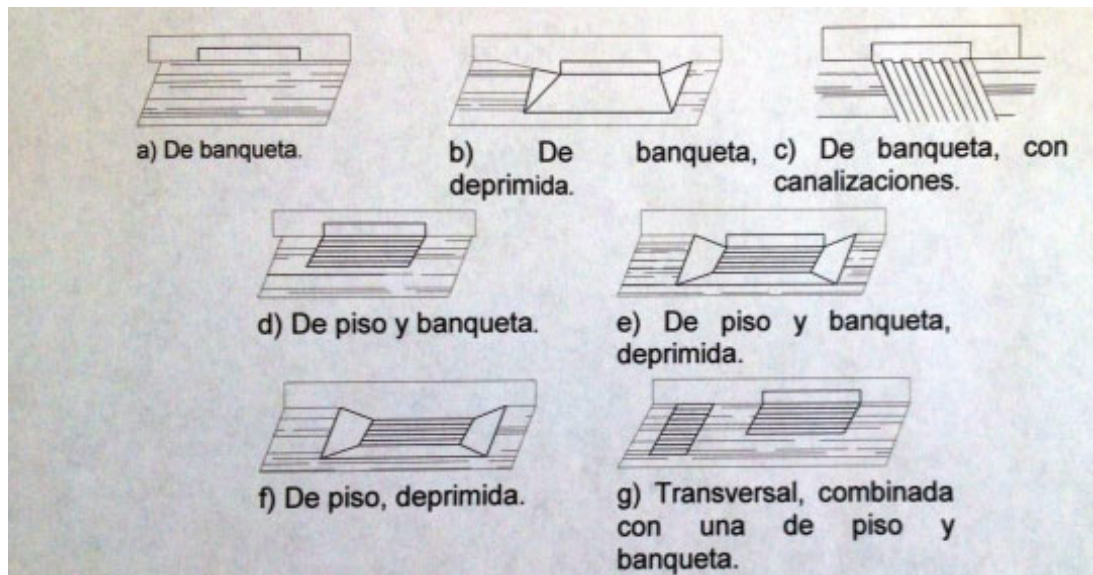 a) De banqueta.
b) De banqueta,
deprimida.
c) De banqueta, con
canalizaciones.
d) De piso y banqueta.
e) De piso y banqueta,
deprimida.
f) De piso, deprimida.
g) Transversal, combinada
con una de piso y
banqueta.